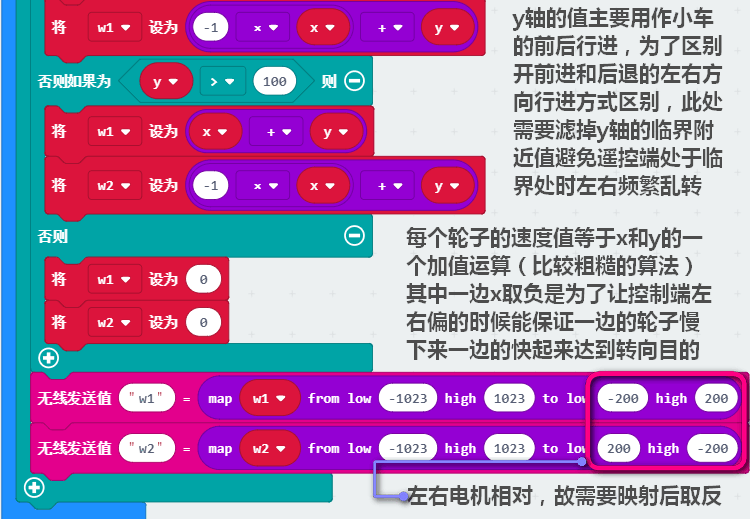 将 w1 设为 -1 × x + y
y轴的值主要用作小车
的前后行进，为了区别
开前进和后退的左右方
向行进方式区别，此处
需要滤掉y轴的临界附
近值避免遥控端处于临
界处时左右频繁乱转
否则如果为 y > 100 则
将 w1 设为 x + y
将 w2 设为 -1 × x + y
否则
每个轮子的速度值等于x和y的一
个加值运算（比较粗糙的算法）
其中一边x取负是为了让控制端左
右偏的时候能保证一边的轮子慢
下来一边的快起来达到转向目的
将 w1 设为 0
将 w2 设为 0
无线发送值 "w1" = map w1 from low -1023 high 1023 to low -200 high 200
无线发送值 "w2" = map w2 from low -1023 high 1023 to low 200 high -200
左右电机相对，故需要映射后取反